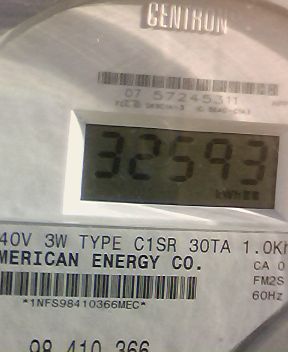 CENTRON
07 57245311
32593
kWh
40V 3W TYPE C1SR 30TA 1.0Kh
MERICAN ENERGY CO.
CA 0
FM2S
*1NFS98410366MEC*
60Hz
98 410 366